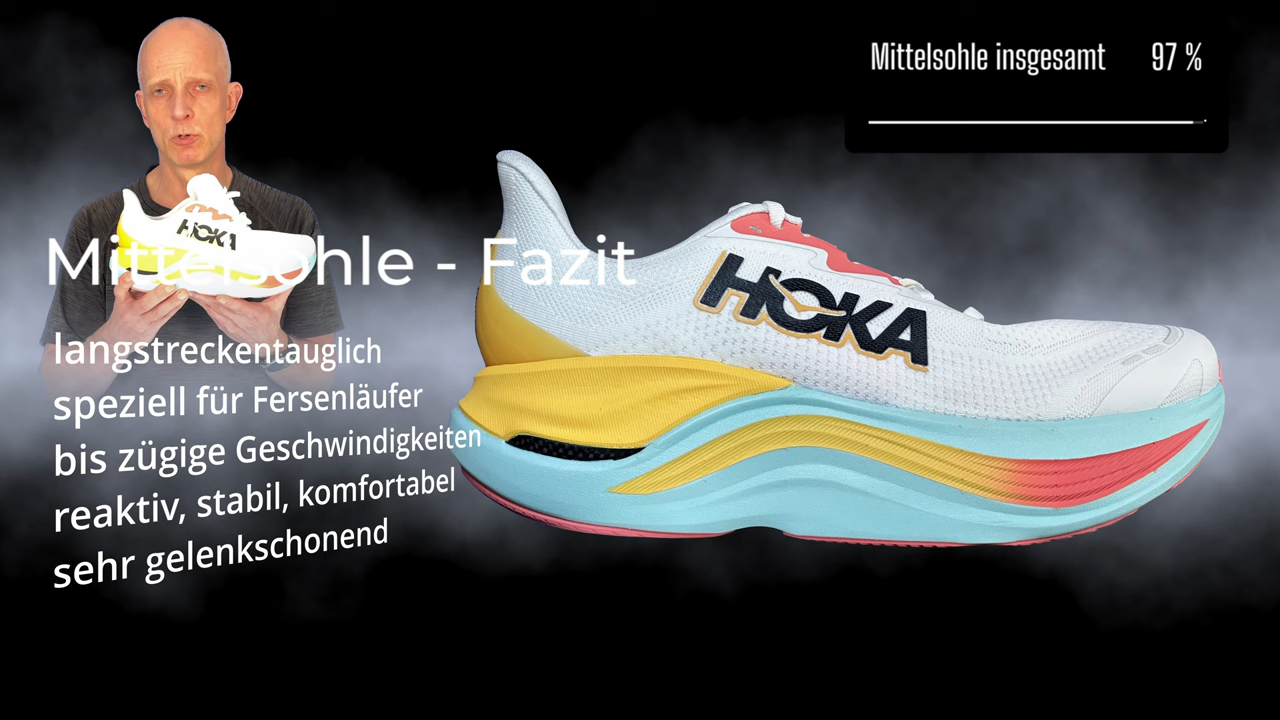 Mittelsohle insgesamt 97 %
HOKA
HOKA
Mittelsohle - Fazit
langstreckentauglich
speziell für Fersenläufer
bis zügige Geschwindigkeiten
reaktiv, stabil, komfortabel
sehr gelenkschonend